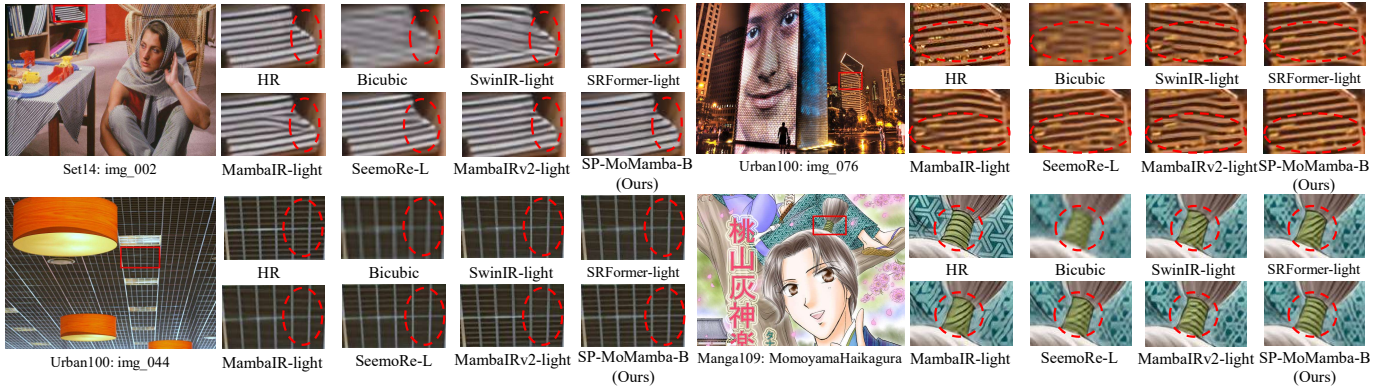 HR
Bicubic
SwinIR-light
SRFormer-light
MambaIR-light
SeemoRe-L
MambaIRv2-light
SP-MoMamba-B
(Ours)
Set14: img_002
HR
Bicubic
SwinIR-light
SRFormer-light
MambaIR-light
SeemoRe-L
MambaIRv2-light
SP-MoMamba-B
(Ours)
Urban100: img_076
HR
Bicubic
SwinIR-light
SRFormer-light
MambaIR-light
SeemoRe-L
MambaIRv2-light
SP-MoMamba-B
(Ours)
Urban100: img_044
桃山灰神楽
HR
Bicubic
SwinIR-light
SRFormer-light
MambaIR-light
SeemoRe-L
MambaIRv2-light
SP-MoMamba-B
(Ours)
Manga109: MomoyamaHaikagura